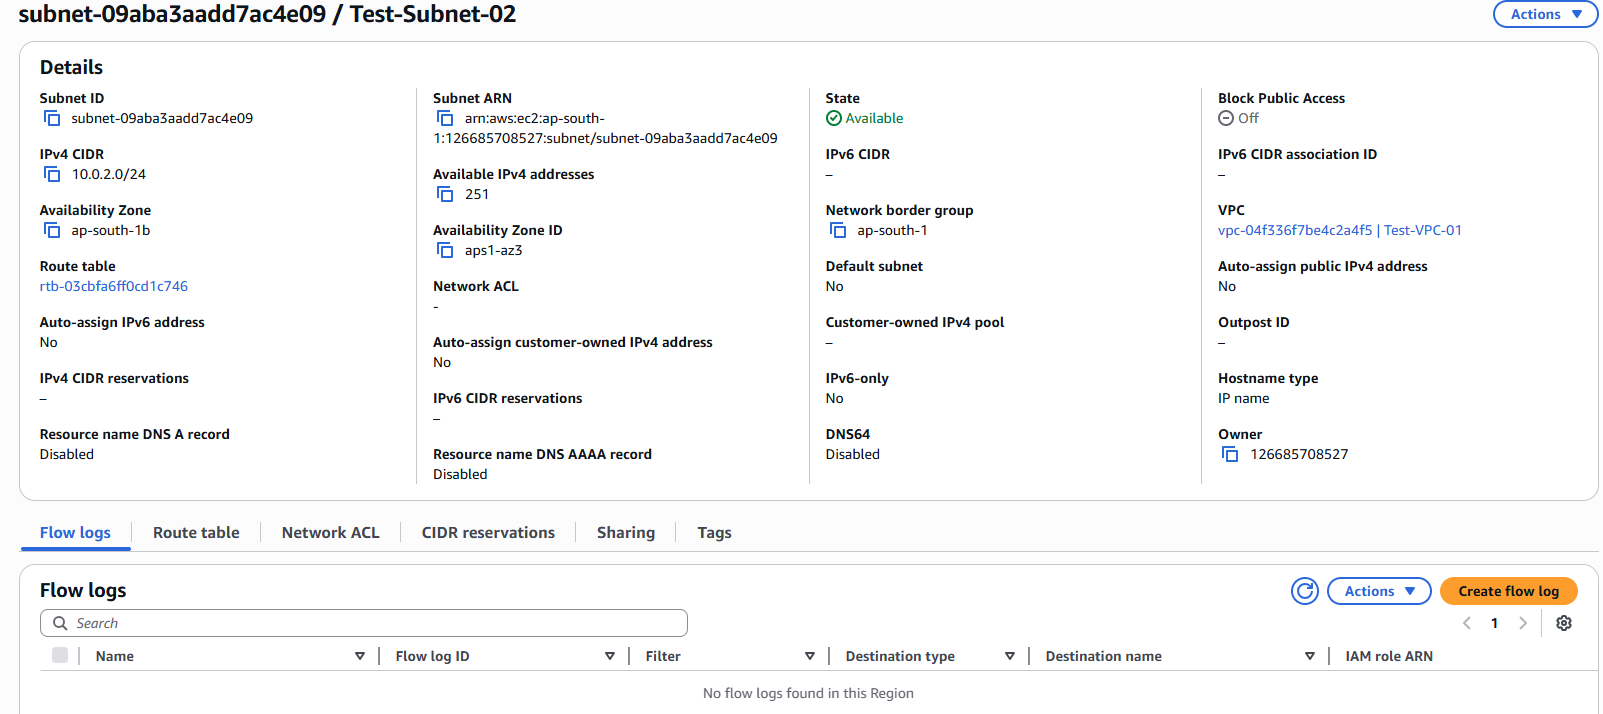 subnet-09aba3aadd7ac4e09 / Test-Subnet-02
Actions
Details
Subnet ID
subnet-09aba3aadd7ac4e09
IPv4 CIDR
10.0.2.0/24
Availability Zone
ap-south-1b
Route table
rtb-03cbfa6ff0cd1c746
Auto-assign IPv6 address
No
IPv4 CIDR reservations
–
Resource name DNS A record
Disabled
Subnet ARN
arn:aws:ec2:ap-south-
1:126685708527:subnet/subnet-09aba3aadd7ac4e09
Available IPv4 addresses
251
Availability Zone ID
aps1-az3
Network ACL
-
Auto-assign customer-owned IPv4 address
No
IPv6 CIDR reservations
–
Resource name DNS AAAA record
Disabled
State
Available
IPv6 CIDR
–
Network border group
ap-south-1
Default subnet
No
Customer-owned IPv4 pool
–
IPv6-only
No
DNS64
Disabled
Block Public Access
Off
IPv6 CIDR association ID
–
VPC
vpc-04f336f7be4c2a4f5 | Test-VPC-01
Auto-assign public IPv4 address
No
Outpost ID
–
Hostname type
IP name
Owner
126685708527
Flow logs
Route table
Network ACL
CIDR reservations
Sharing
Tags
Flow logs
Actions
Create flow log
Search
1
Name
Flow log ID
Filter
Destination type
Destination name
IAM role ARN
No flow logs found in this Region